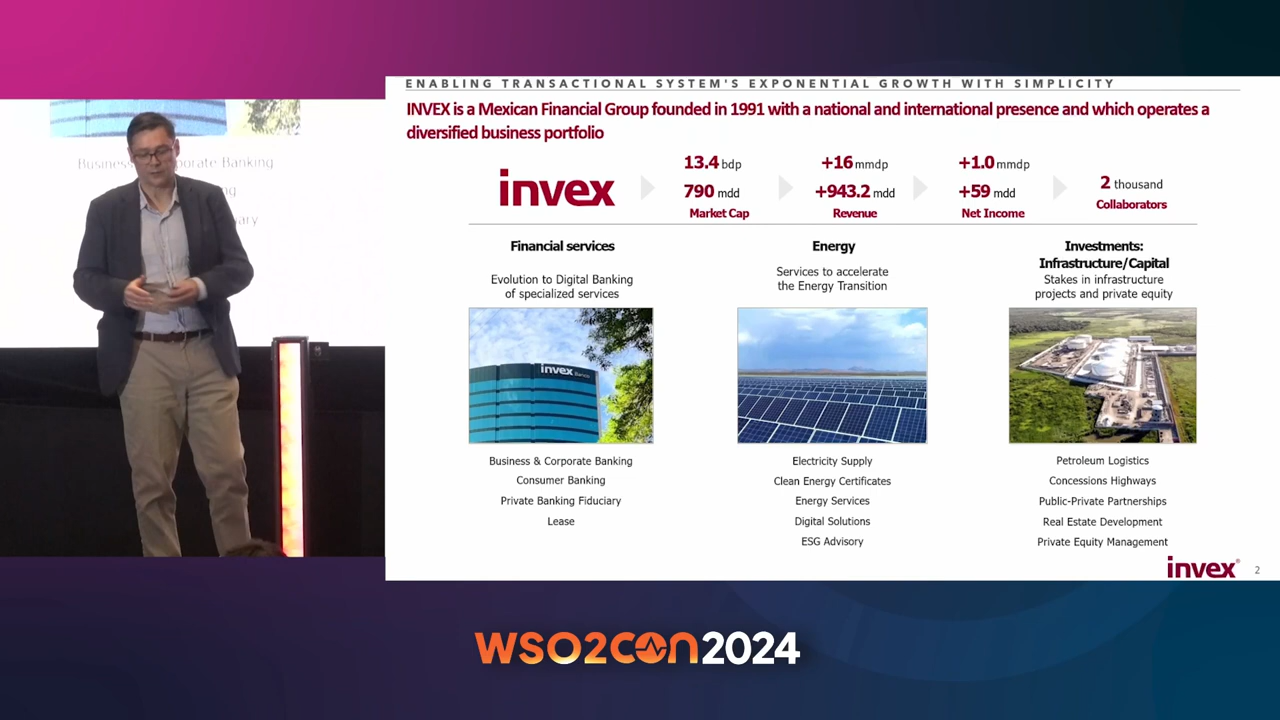 ENABLING TRANSACTIONAL SYSTEM'S EXPONENTIAL GROWTH WITH SIMPLICITY
INVEX is a Mexican Financial Group founded in 1991 with a national and international presence and which operates a
diversified business portfolio
invex
13.4 bdp
790 mdd
Market Cap
+16 mmdp
+943.2 mdd
Revenue
+1.0 mmdp
+59 mdd
Net Income
2 thousand
Collaborators
Financial services
Evolution to Digital Banking
of specialized services
invex
Business & Corporate Banking
Consumer Banking
Private Banking Fiduciary
Lease
Energy
Services to accelerate
the Energy Transition
Electricity Supply
Clean Energy Certificates
Energy Services
Digital Solutions
ESG Advisory
Investments:
Infrastructure/Capital
Stakes in infrastructure
projects and private equity
Petroleum Logistics
Concessions Highways
Public-Private Partnerships
Real Estate Development
Private Equity Management
invex®
2
Banking
WSO2CON2024